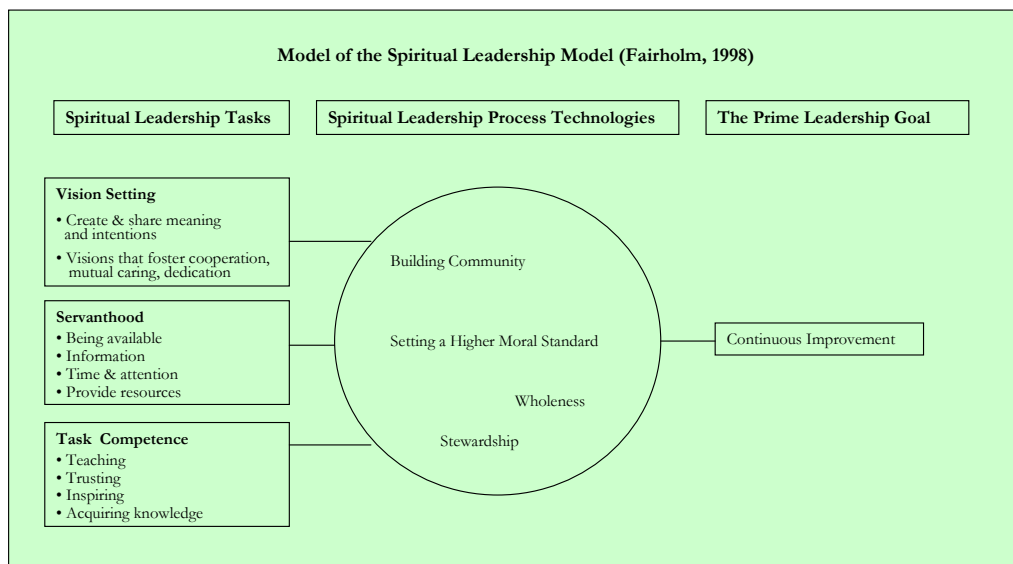 Model of the Spiritual Leadership Model (Fairholm, 1998)
Spiritual Leadership Tasks
Spiritual Leadership Process Technologies
The Prime Leadership Goal
Vision Setting
• Create & share meaning
and intentions
• Visions that foster cooperation,
mutual caring, dedication
Servanthood
• Being available
• Information
• Time & attention
• Provide resources
Task Competence
• Teaching
• Trusting
• Inspiring
• Acquiring knowledge
Building Community
Setting a Higher Moral Standard
Wholeness
Stewardship
Continuous Improvement